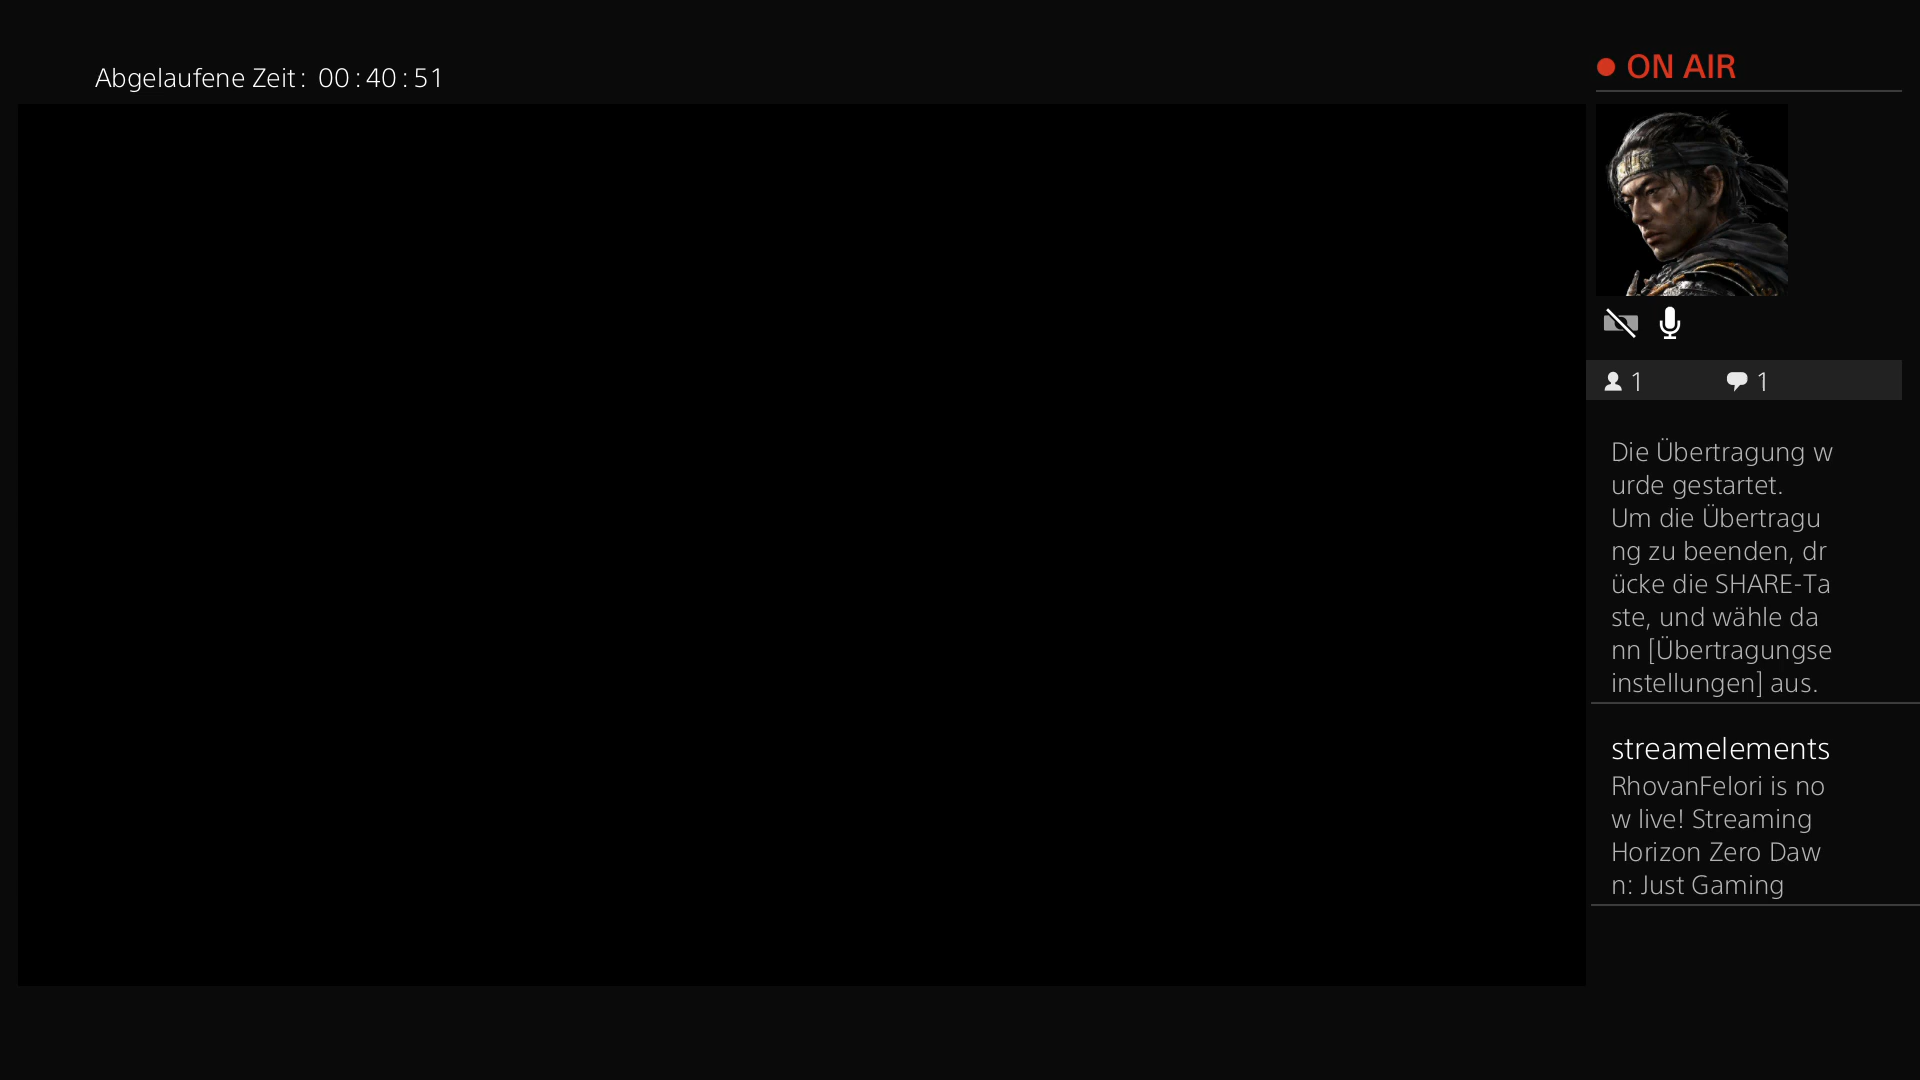 Abgelaufene Zeit: 00:40:51
ON AIR
1 1
Die Übertragung w
urde gestartet.
Um die Übertragu
ng zu beenden, dr
ücke die SHARE-Ta
ste, und wähle da
nn [Übertragungse
instellungen] aus.
streamelements
RhovanFelori is no
w live! Streaming
Horizon Zero Daw
n: Just Gaming